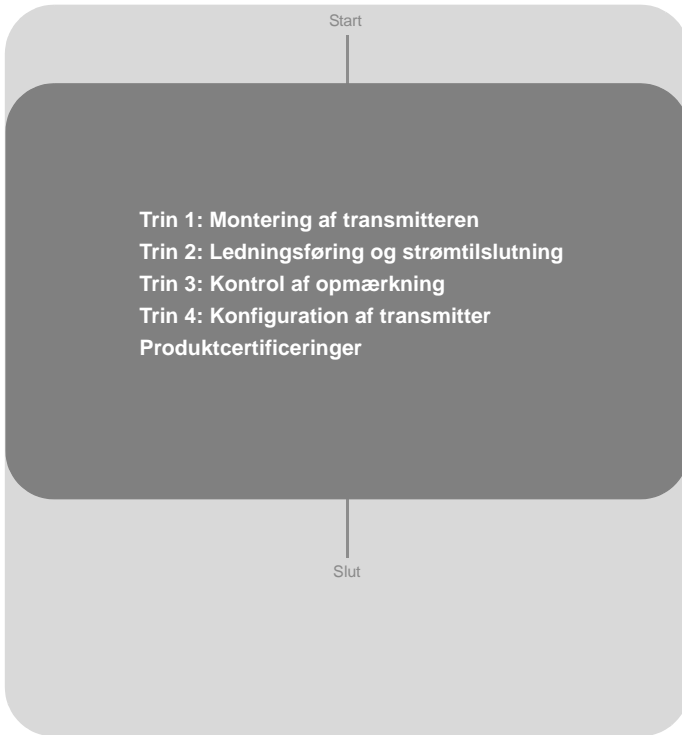 Start
Trin 1: Montering af transmitteren
Trin 2: Ledningsføring og strømtilslutning
Trin 3: Kontrol af opmærkning
Trin 4: Konfiguration af transmitter
Produktcertificeringer
Slut